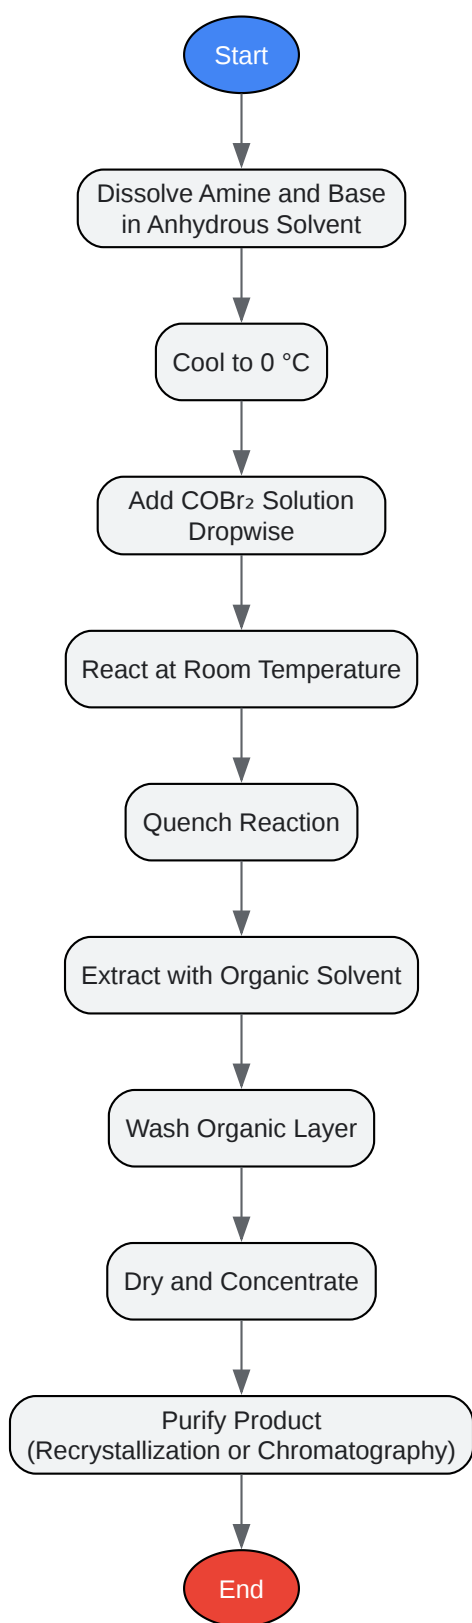 Start
Dissolve Amine and Base
in Anhydrous Solvent
Cool to 0 °C
Add COBr₂ Solution
Dropwise
React at Room Temperature
Quench Reaction
Extract with Organic Solvent
Wash Organic Layer
Dry and Concentrate
Purify Product
(Recrystallization or Chromatography)
End